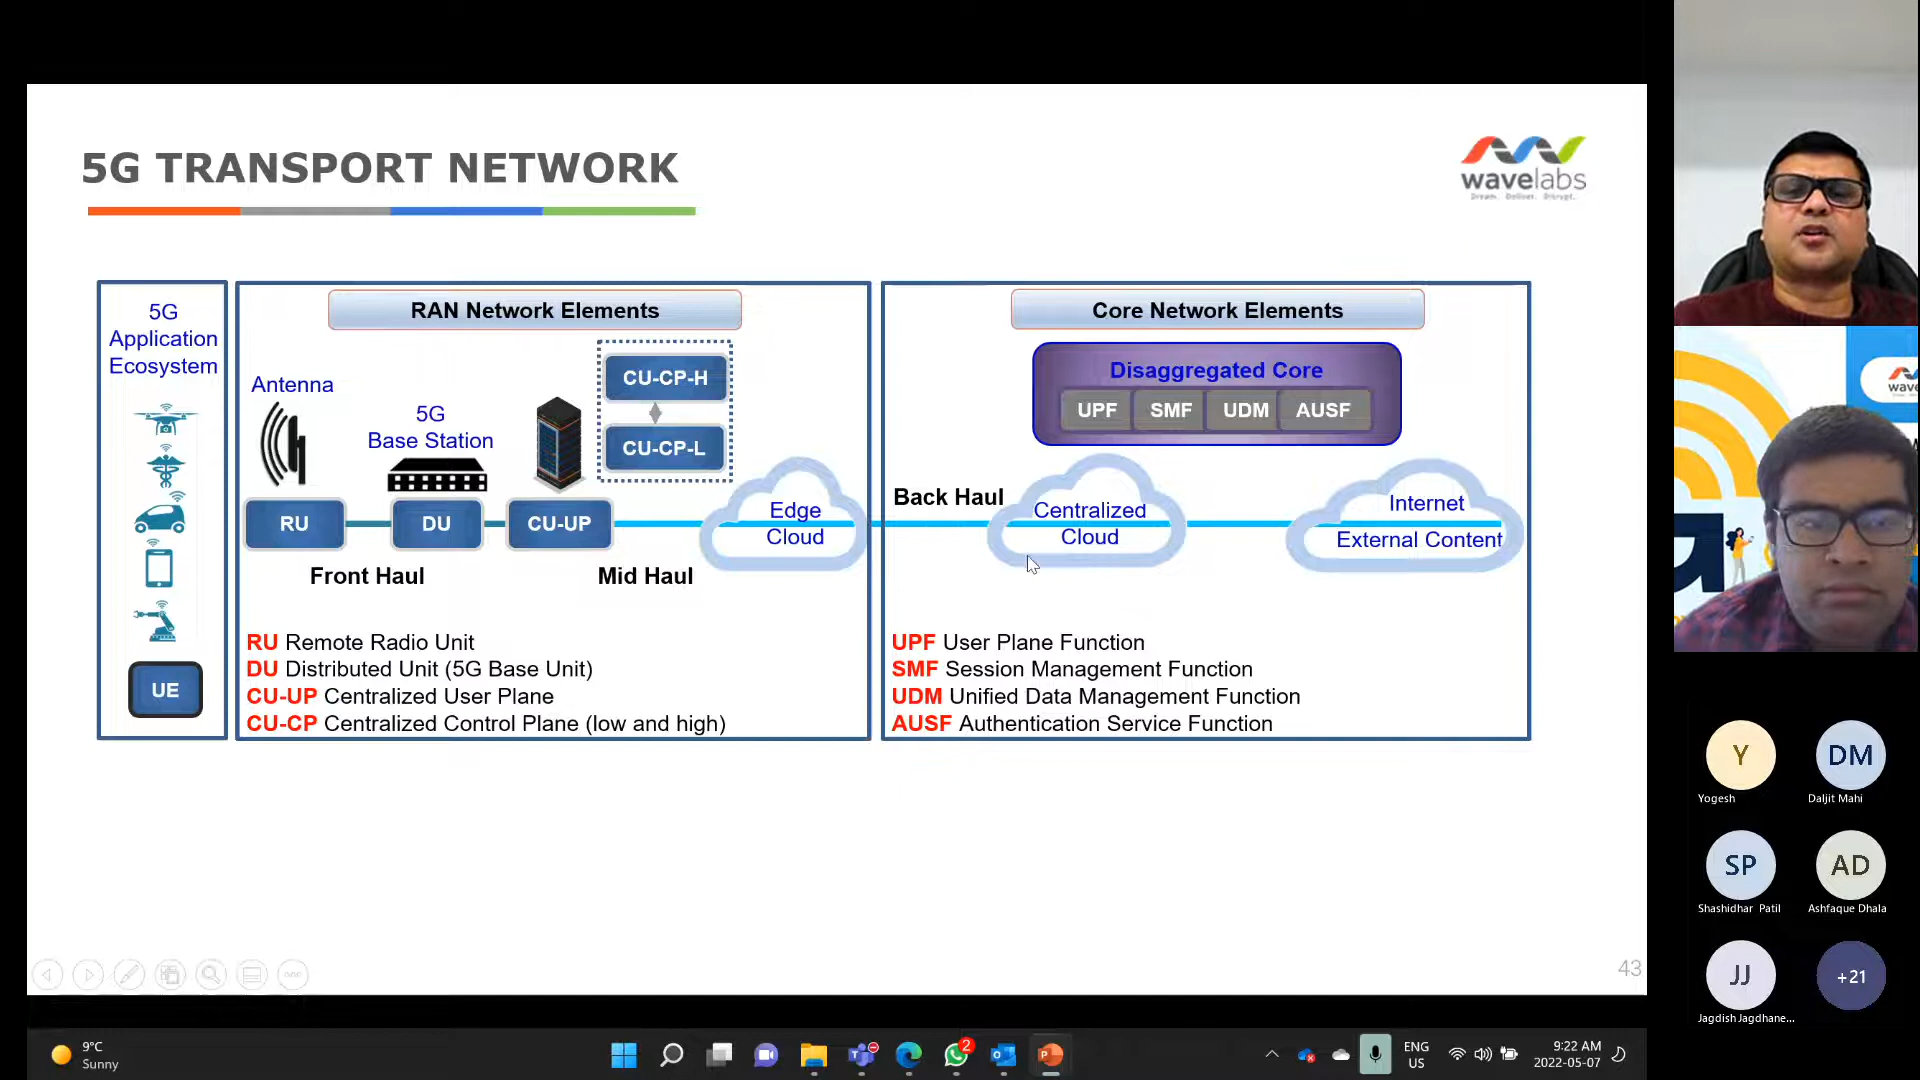 5G TRANSPORT NETWORK
wavelabs
Dream. Deliver. Disrupt.
5G
Application
Ecosystem
UE
RAN Network Elements
Antenna
5G
Base Station
CU-CP-H
CU-CP-L
RU
DU
CU-UP
Edge
Cloud
Front Haul
Mid Haul
RU Remote Radio Unit
DU Distributed Unit (5G Base Unit)
CU-UP Centralized User Plane
CU-CP Centralized Control Plane (low and high)
Core Network Elements
Disaggregated Core
UPF SMF UDM AUSF
Back Haul
Centralized
Cloud
Internet
External Content
UPF User Plane Function
SMF Session Management Function
UDM Unified Data Management Function
AUSF Authentication Service Function
43
wave
Y
Yogesh
DM
Daljit Mahi
SP
Shashidhar Patil
AD
Ashfaque Dhala
JJ
Jagdish Jagdhane...
+21
9°C
Sunny
2
ENG
US
9:22 AM
2022-05-07